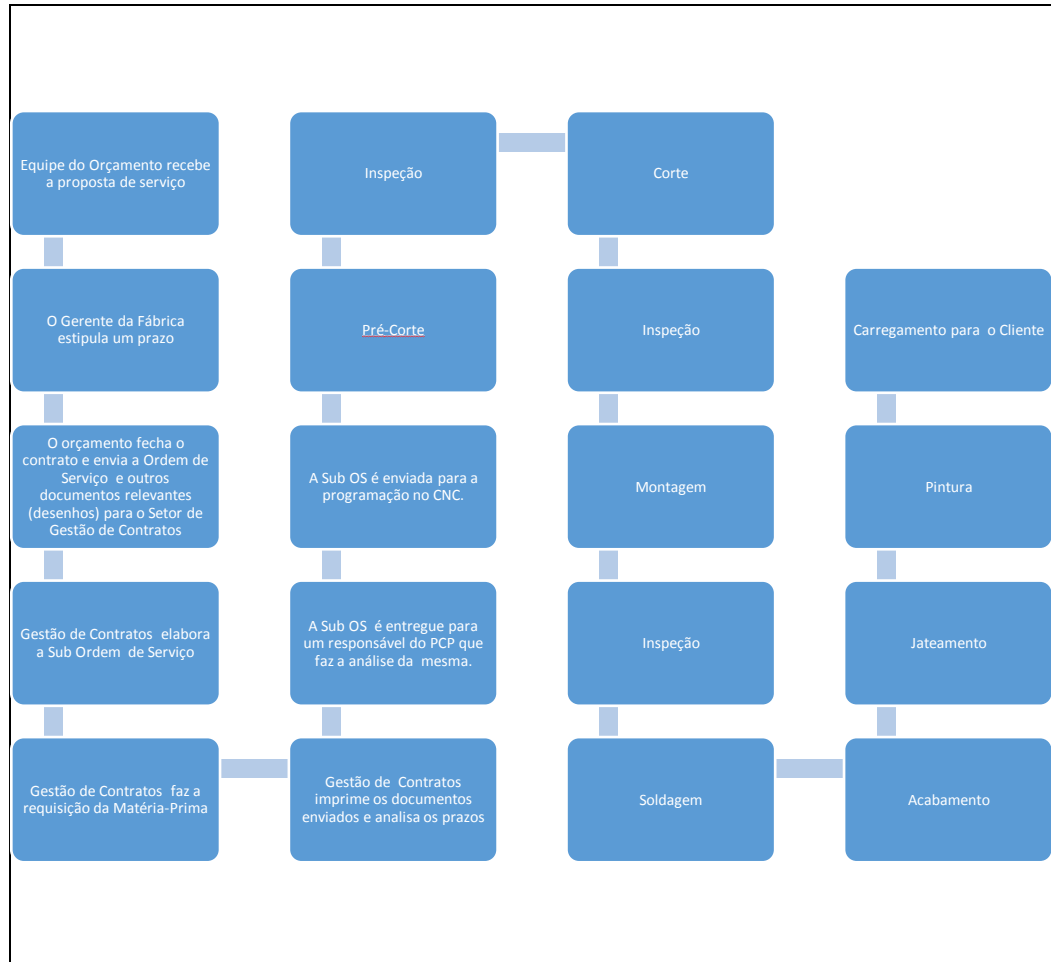 Equipe do Orçamento recebe
a proposta de serviço
O Gerente da Fábrica
estipula um prazo
O orçamento fecha o
contrato e envia a Ordem de
Serviço e outros
documentos relevantes
(desenhos) para o Setor de
Gestão de Contratos
Gestão de Contratos elabora
a Sub Ordem de Serviço
Gestão de Contratos faz a
requisição da Matéria-Prima
Gestão de Contratos
imprime os documentos
enviados e analisa os prazos
A Sub OS é entregue para
um responsável do PCP que
faz a análise da mesma.
A Sub OS é enviada para a
programação no CNC.
Pré-Corte
Inspeção
Corte
Inspeção
Montagem
Inspeção
Soldagem
Acabamento
Jateamento
Pintura
Carregamento para o Cliente